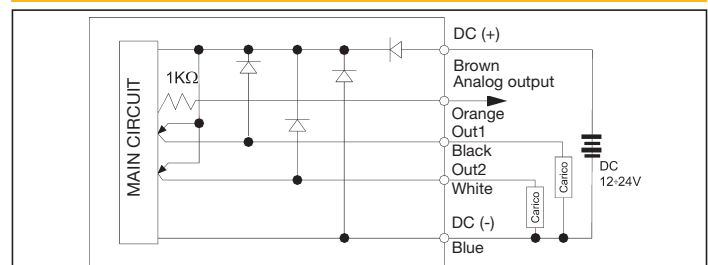 DC (+)
Brown
Analog output
1KΩ
MAIN CIRCUIT
Orange
Out1
Black
Out2
White
Carico
Carico
DC
12÷24V
DC (-)
Blue